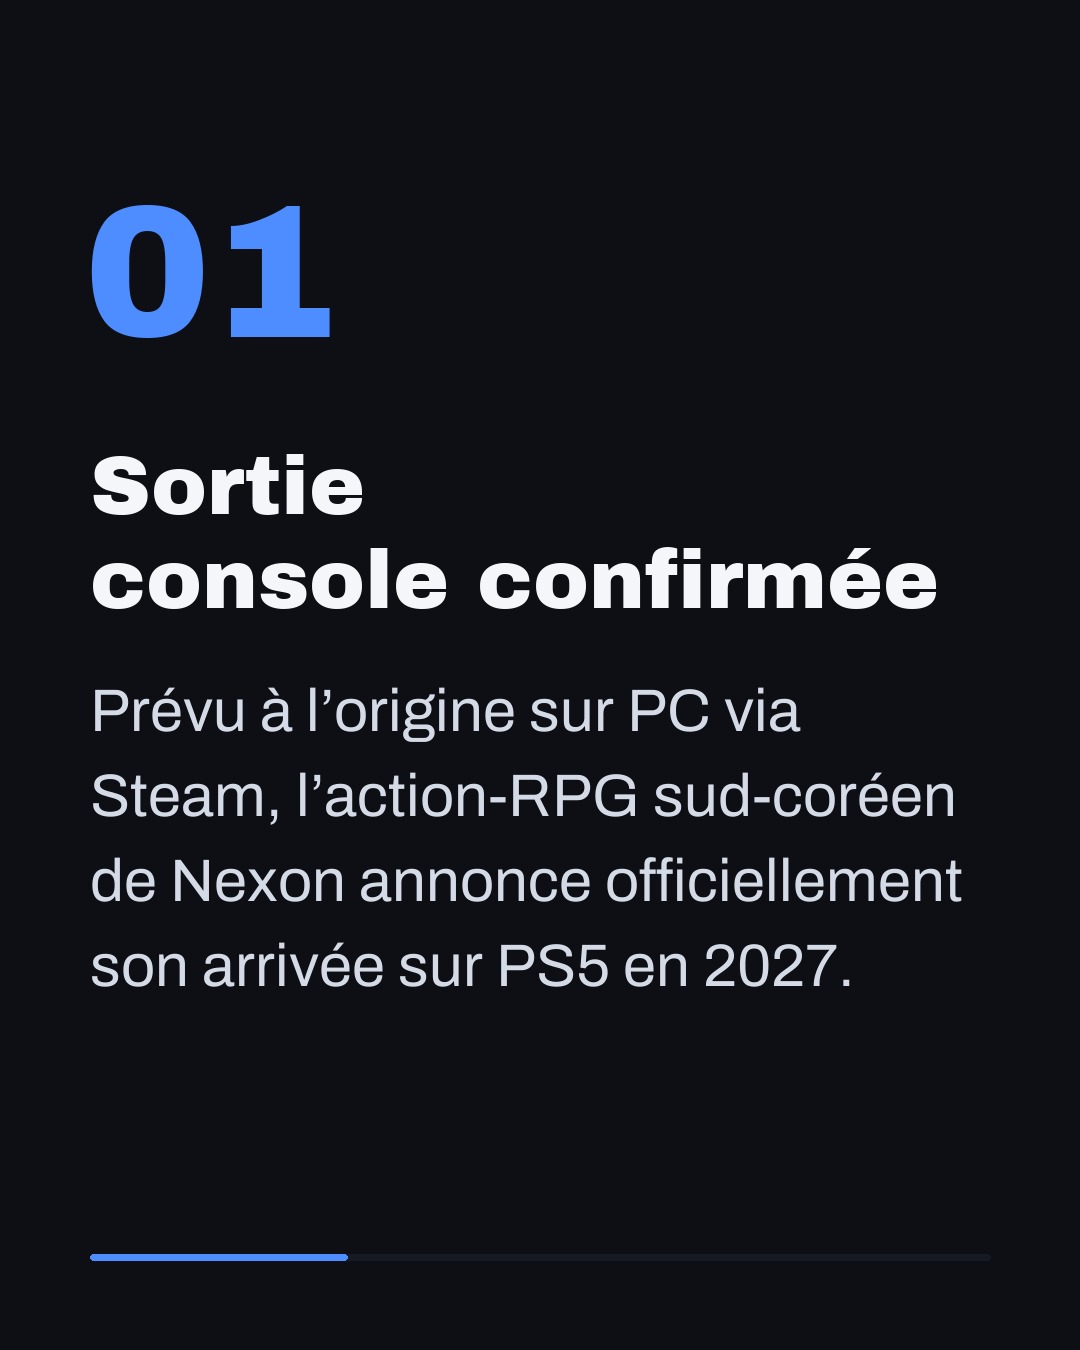 01
Sortie
console confirmée
Prévu à l’origine sur PC via
Steam, l’action-RPG sud-coréen
de Nexon annonce officiellement
son arrivée sur PS5 en 2027.